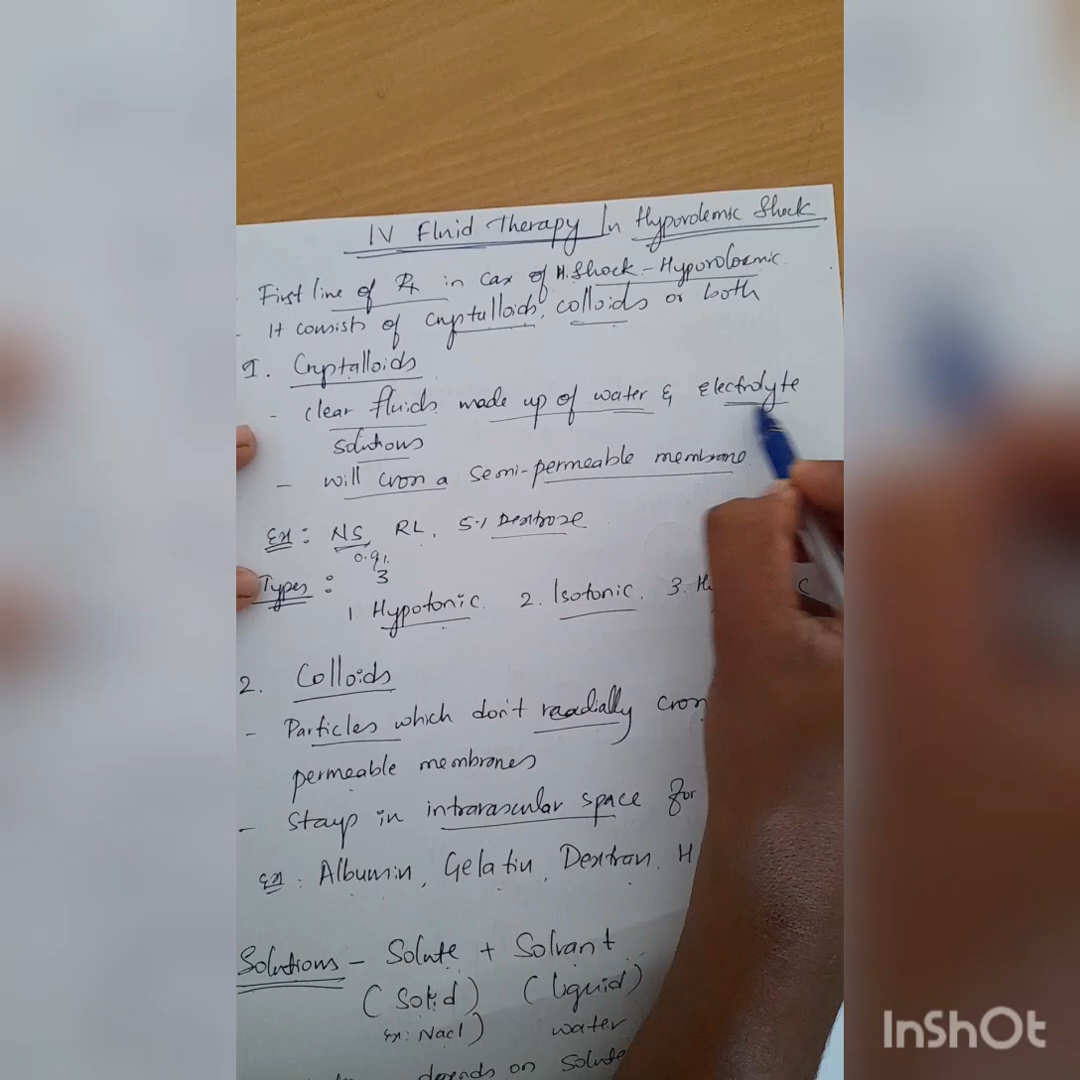 IV Fluid Therapy In Hypovolemic Shock
First line of Rx in case of H. Shock - Hypovolemic.
- It consists of crystalloids, colloids or both
I. Crystalloids
- clear fluids made up of water & electrolyte
solutions
- will cross a semi-permeable membrane
Ex: NS, RL, 5% Dextrose
0.9%
Types: 3
1 Hypotonic. 2. Isotonic. 3. H
2. Colloids
- Particles which don't readially cross
permeable membranes
- Stays in intravascular space for
Ex: Albumin, Gelatin, Dextran, H
Solutions - Solute + Solvant
(Solid) (liquid)
Ex: Nacl) water
depends on solute
InShOt